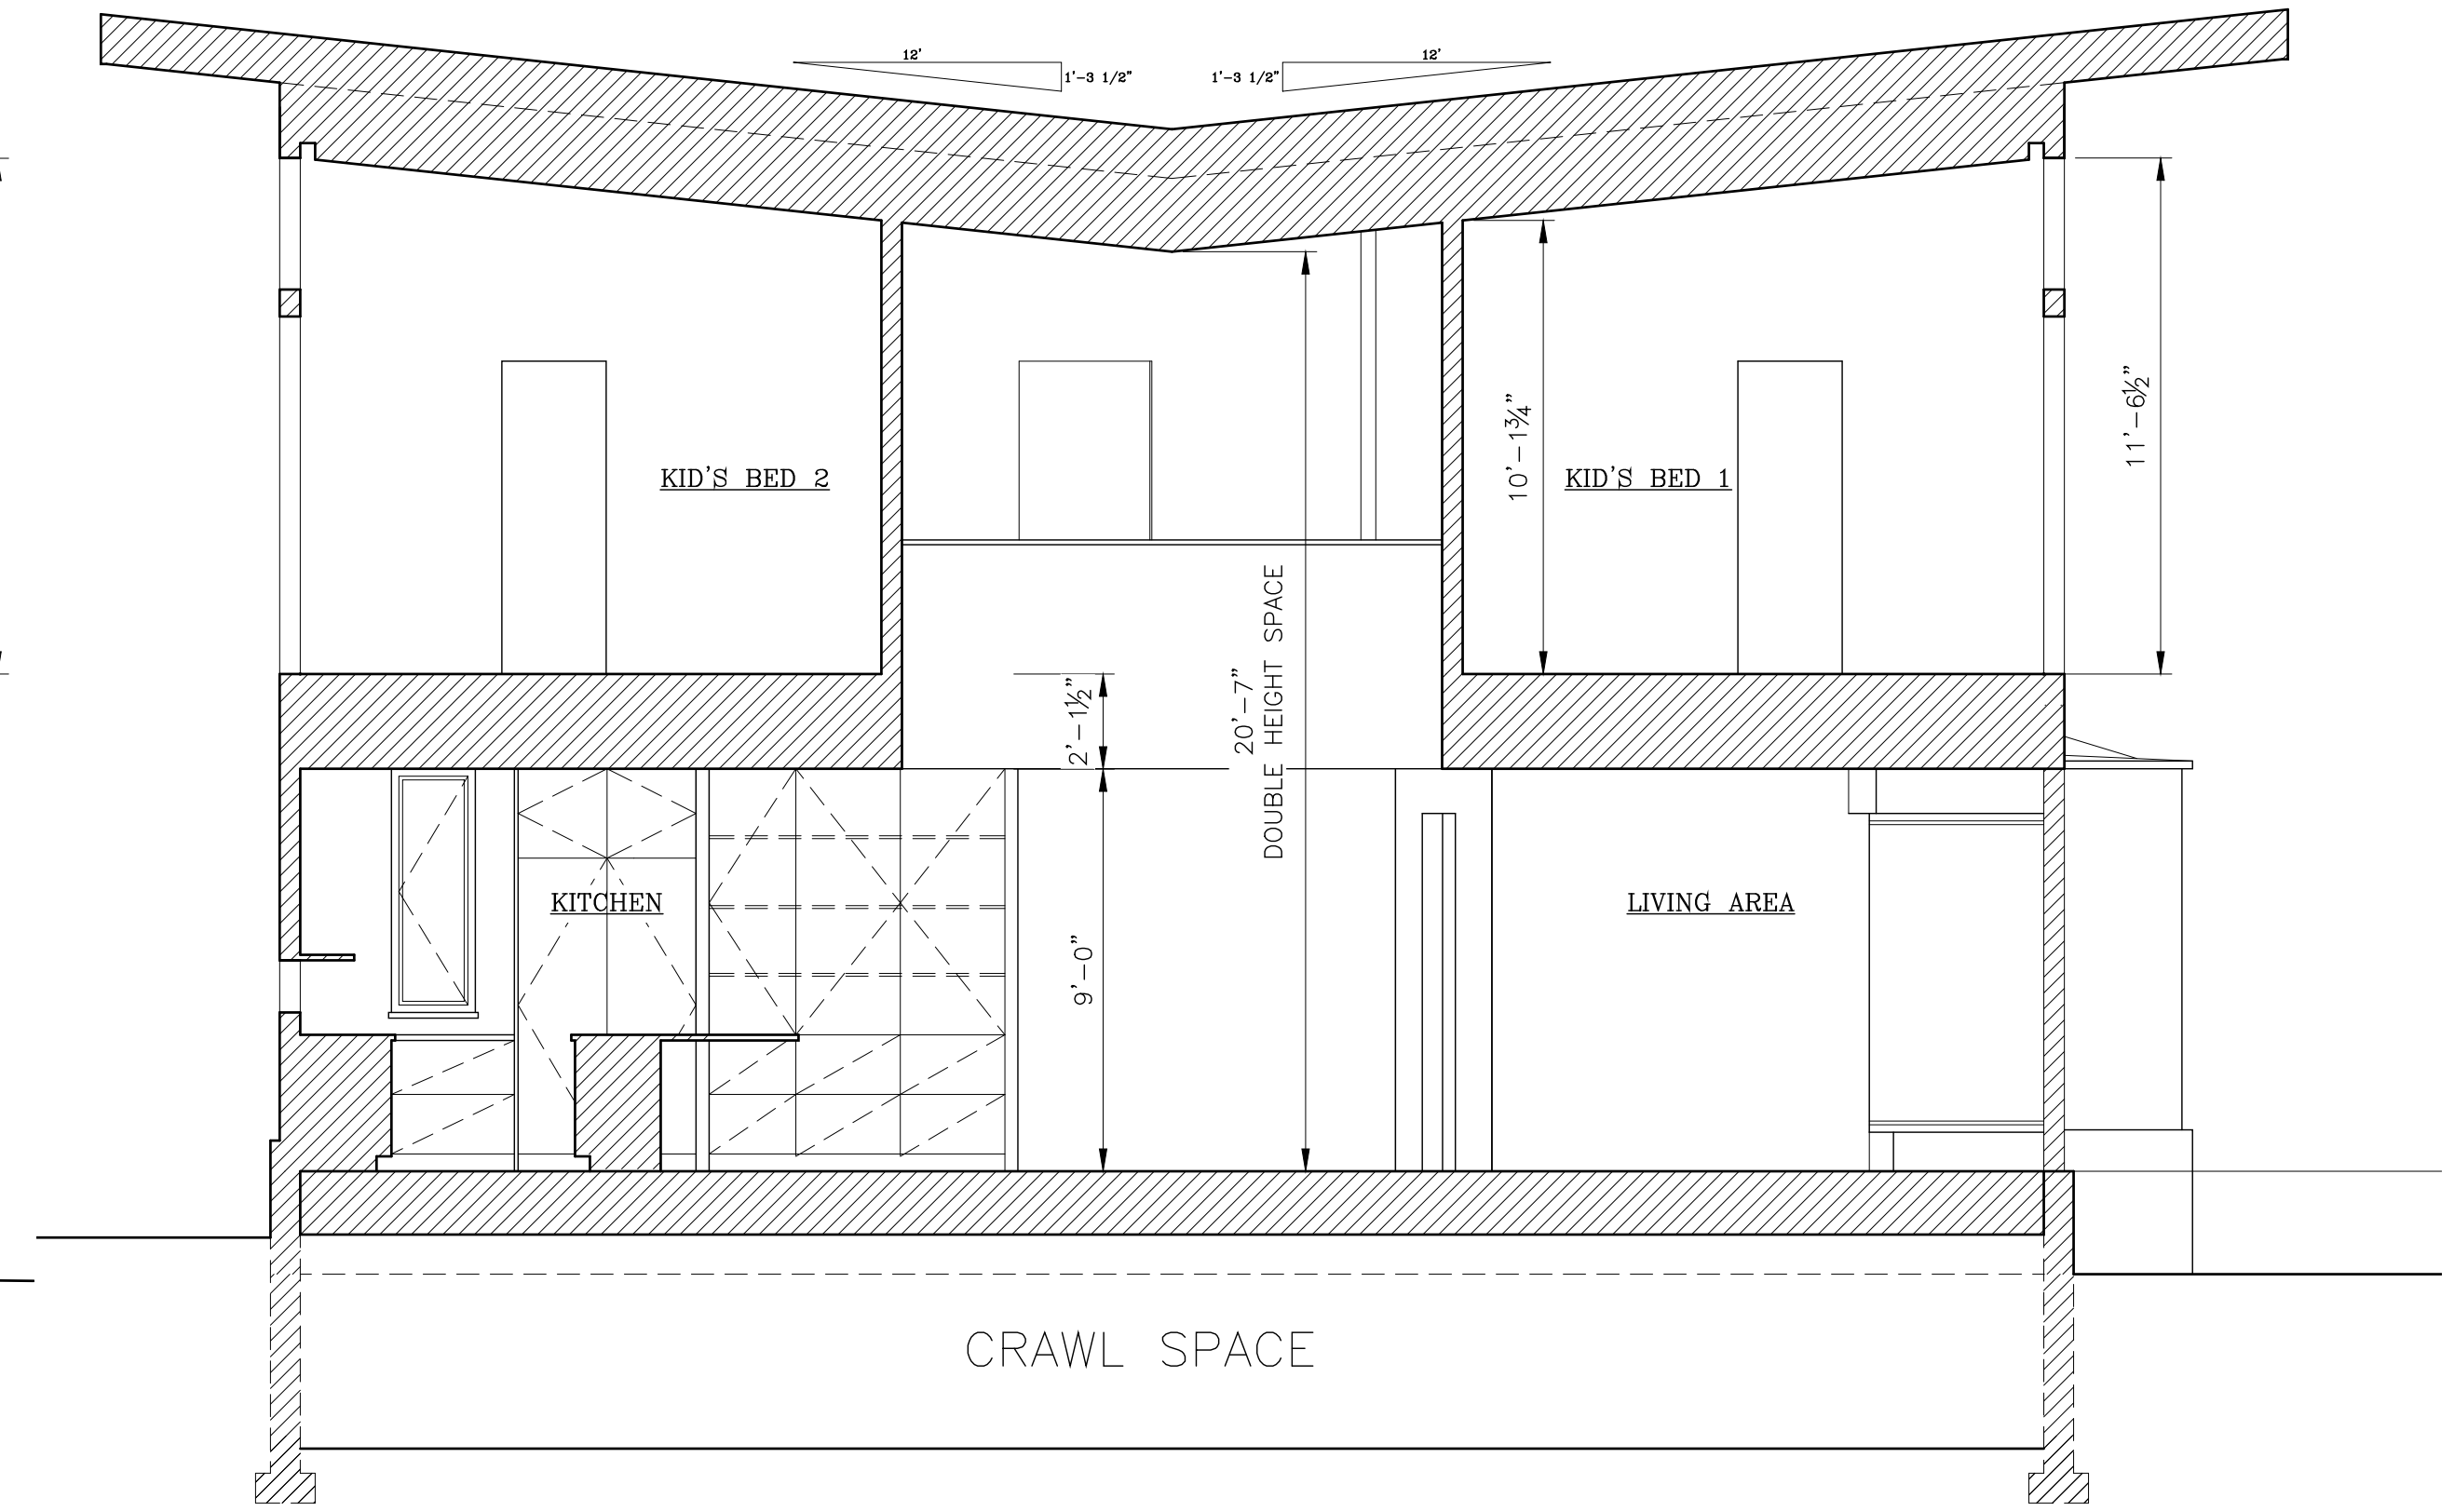 12'
12'
1'-3 1/2"
1'-3 1/2"
11'-6½"
10'-1¾"
KID'S BED 2
KID'S BED 1
2'-1½"
20'-7"
DOUBLE HEIGHT SPACE
KITCHEN
LIVING AREA
9'-0"
CRAWL SPACE